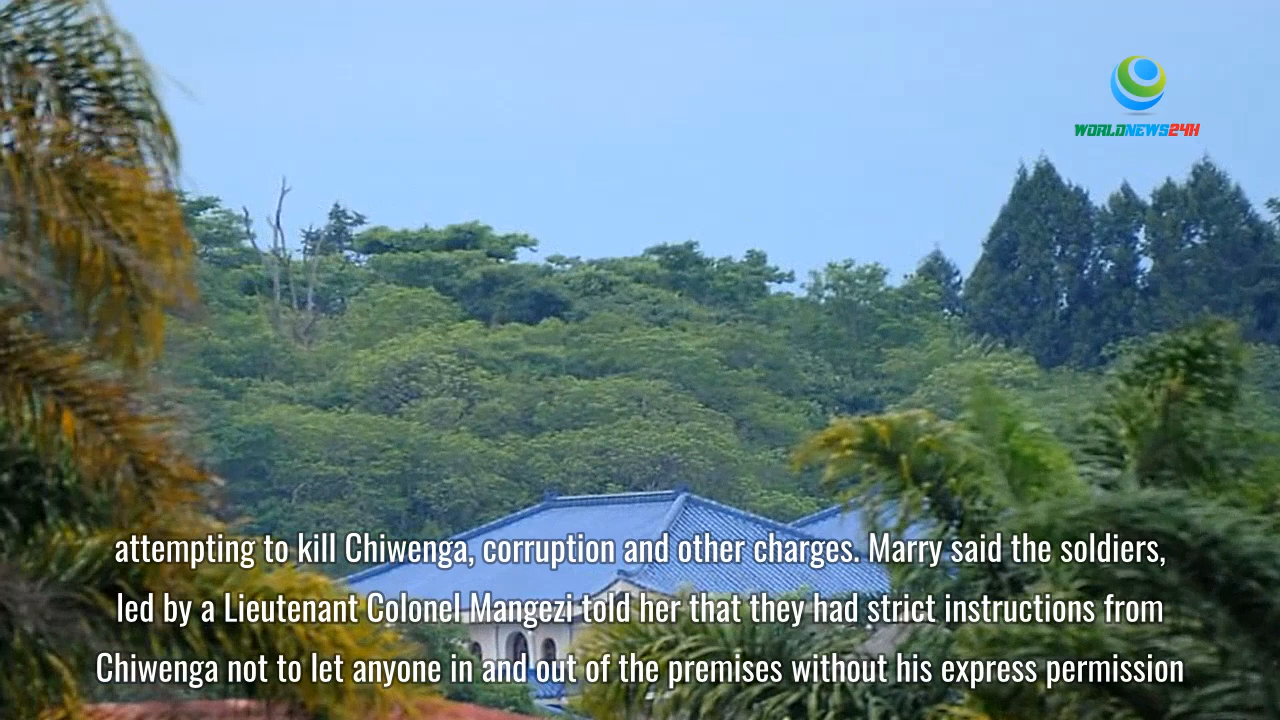 WORLDNEWS24H
attempting to kill Chiwenga, corruption and other charges. Marry said the soldiers,
led by a Lieutenant Colonel Mangezi told her that they had strict instructions from
Chiwenga not to let anyone in and out of the premises without his express permission